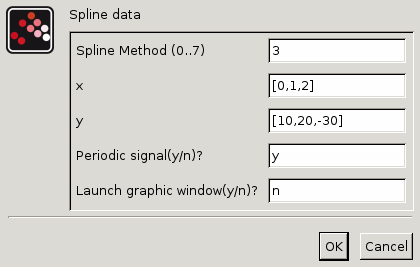 Spline data
Spline Method (0..7) 3
x [0,1,2]
y [10,20,-30]
Periodic signal(y/n)? y
Launch graphic window(y/n)? n
OK Cancel